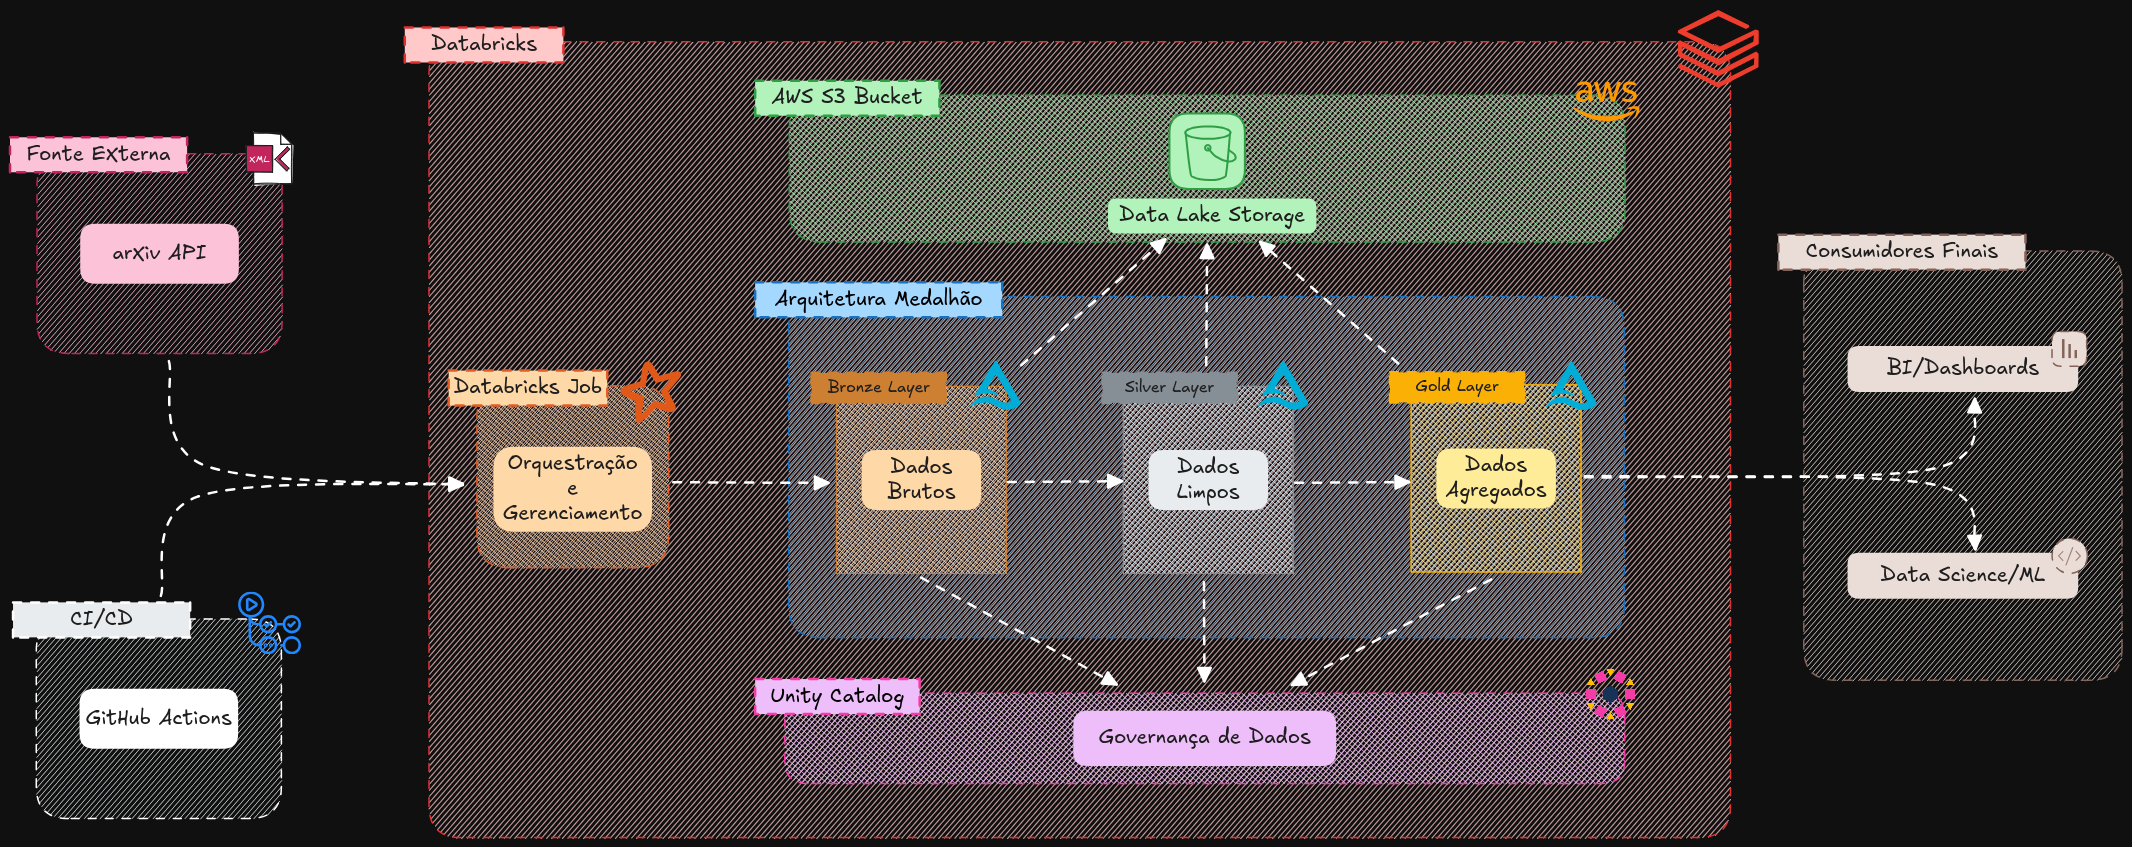 Databricks
AWS S3 Bucket
aws
Data Lake Storage
Fonte EXterna
XML
arXiv API
Consumidores Finais
BI/Dashboards
Data Science/ML
Arquitetura Medalhão
Databricks Job
Orquestração
e
Gerenciamento
Bronze Layer
Dados
Brutos
Silver Layer
Dados
Limpos
Gold Layer
Dados
Agregados
CI/CD
GitHub Actions
Unity Catalog
Governança de Dados